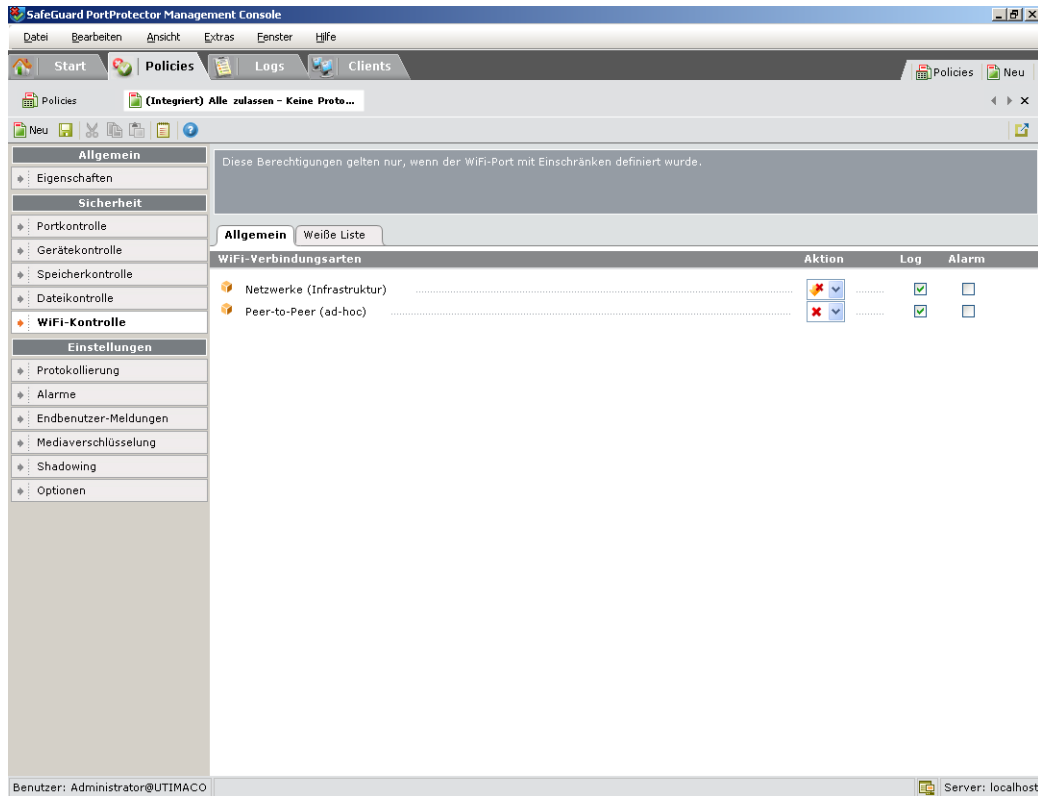 SafeGuard PortProtector Management Console
Datei Bearbeiten Ansicht Extras Fenster Hilfe
Start Policies Logs Clients Policies Neu
Policies (Integriert) Alle zulassen - Keine Proto...
Neu
Allgemein
Eigenschaften
Sicherheit
Portkontrolle
Gerätekontrolle
Speicherkontrolle
Dateikontrolle
WiFi-Kontrolle
Einstellungen
Protokollierung
Alarme
Endbenutzer-Meldungen
Mediaverschlüsselung
Shadowing
Optionen
Diese Berechtigungen gelten nur, wenn der WiFi-Port mit Einschränken definiert wurde.
Allgemein Weiße Liste
WiFi-Verbindungsarten Aktion Log Alarm
Netzwerke (Infrastruktur)
Peer-to-Peer (ad-hoc)
Benutzer: Administrator@UTIMACO Server: localhost